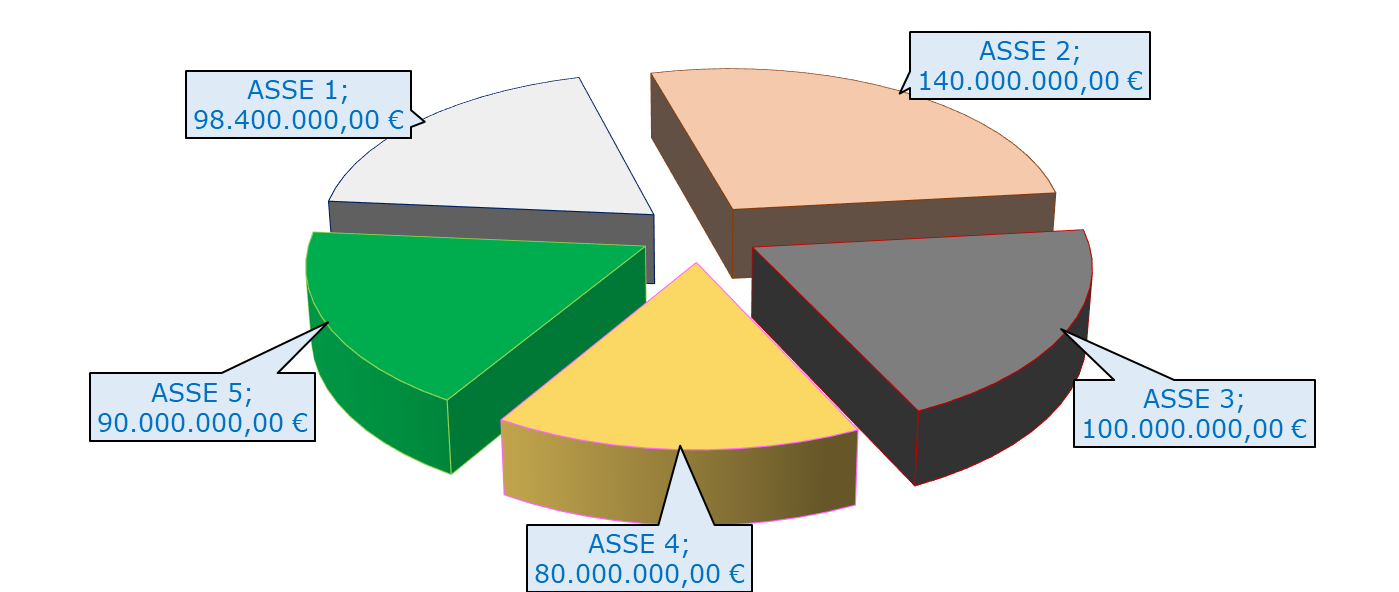 ASSE 1;
98.400.000,00 €
ASSE 2;
140.000.000,00 €
ASSE 5;
90.000.000,00 €
ASSE 3;
100.000.000,00 €
ASSE 4;
80.000.000,00 €